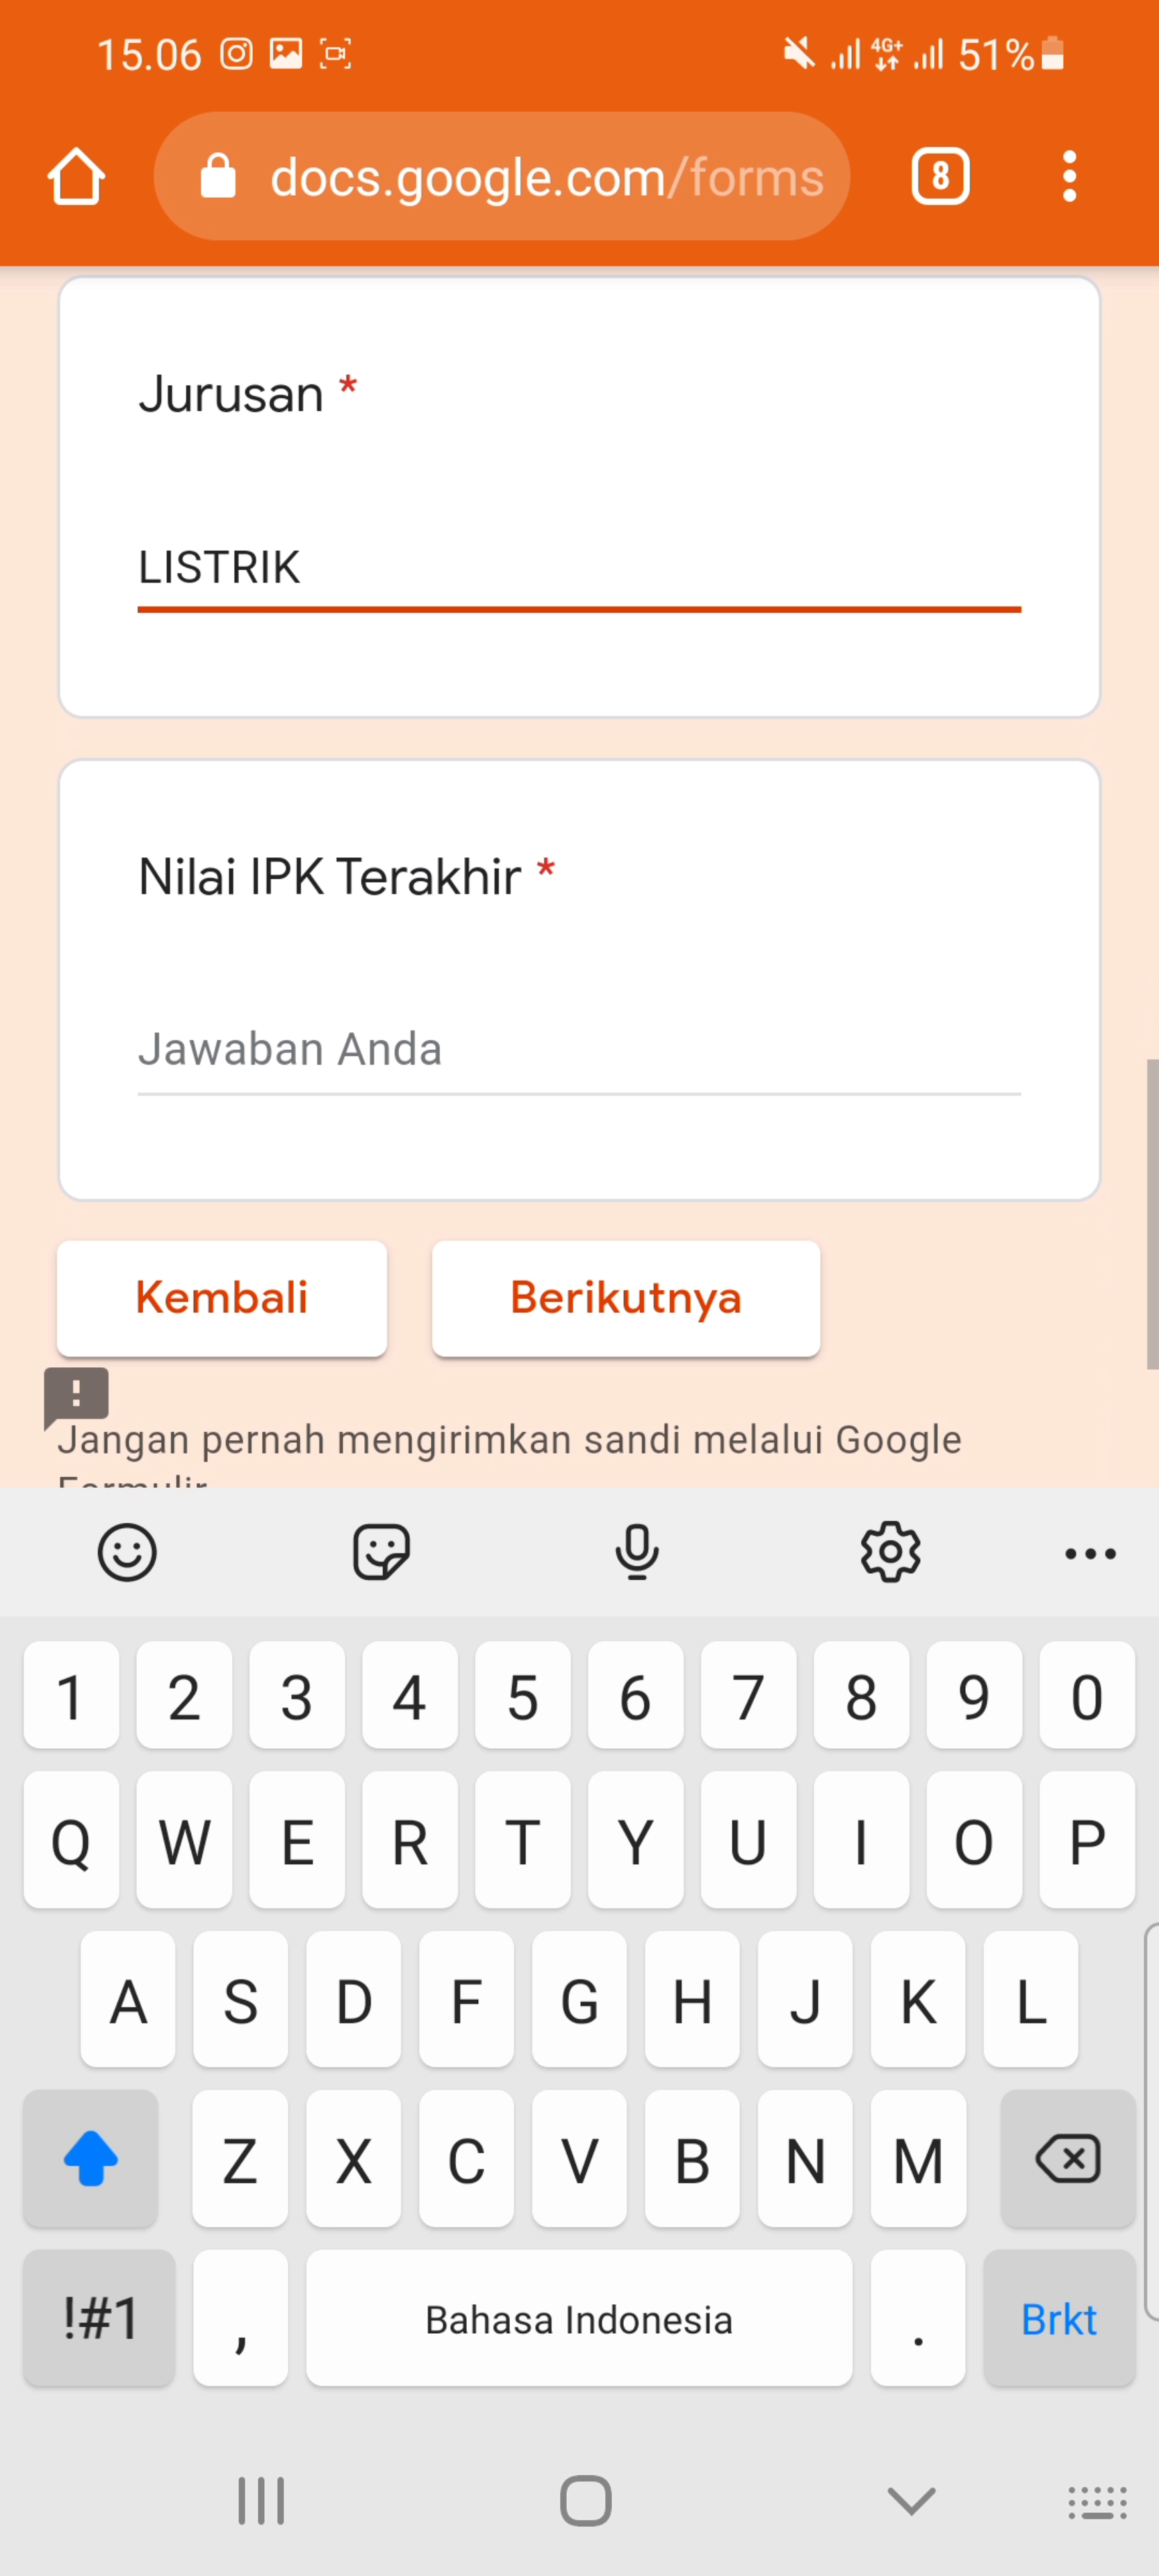 15.06 4G+ 51%
docs.google.com/forms 8
Jurusan *
LISTRIK
Nilai IPK Terakhir *
Jawaban Anda
Kembali Berikutnya
Jangan pernah mengirimkan sandi melalui Google
Formulir
1 2 3 4 5 6 7 8 9 0
Q W E R T Y U I O P
A S D F G H J K L
Z X C V B N M
!#1 , Bahasa Indonesia . Brkt